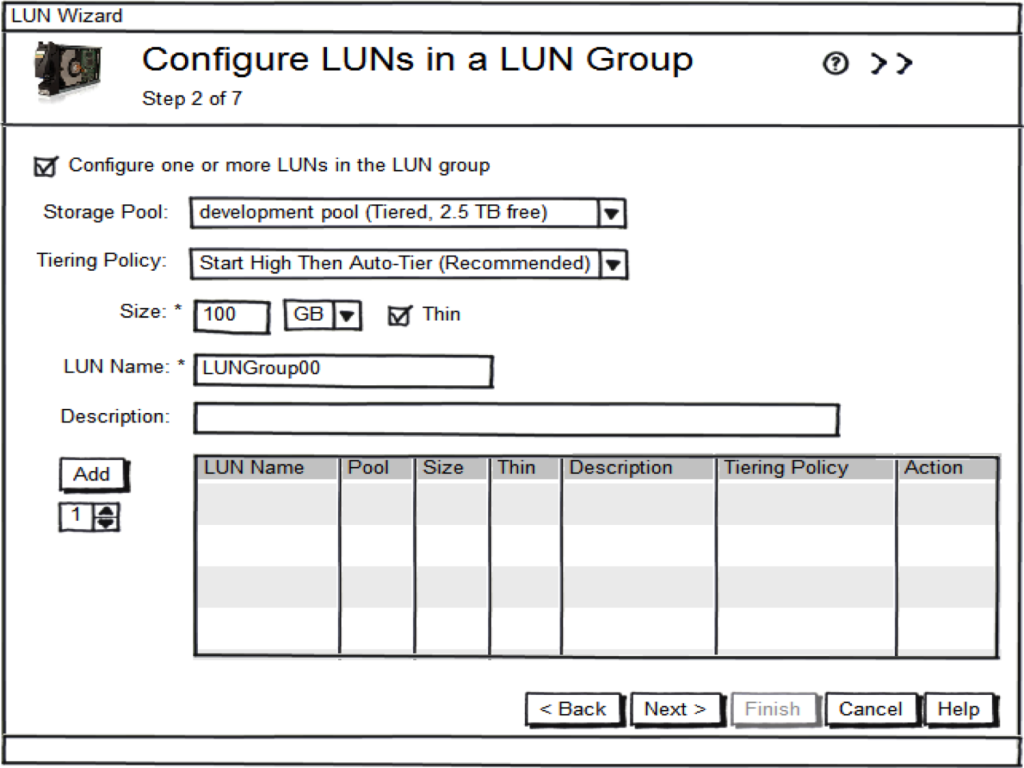 LUN Wizard
Configure LUNs in a LUN Group
? >>
Step 2 of 7
Configure one or more LUNs in the LUN group
Storage Pool: development pool (Tiered, 2.5 TB free)
Tiering Policy: Start High Then Auto-Tier (Recommended)
Size: * 100 GB Thin
LUN Name: * LUNGroup00
Description:
Add
1
LUN Name Pool Size Thin Description Tiering Policy Action
< Back Next > Finish Cancel Help